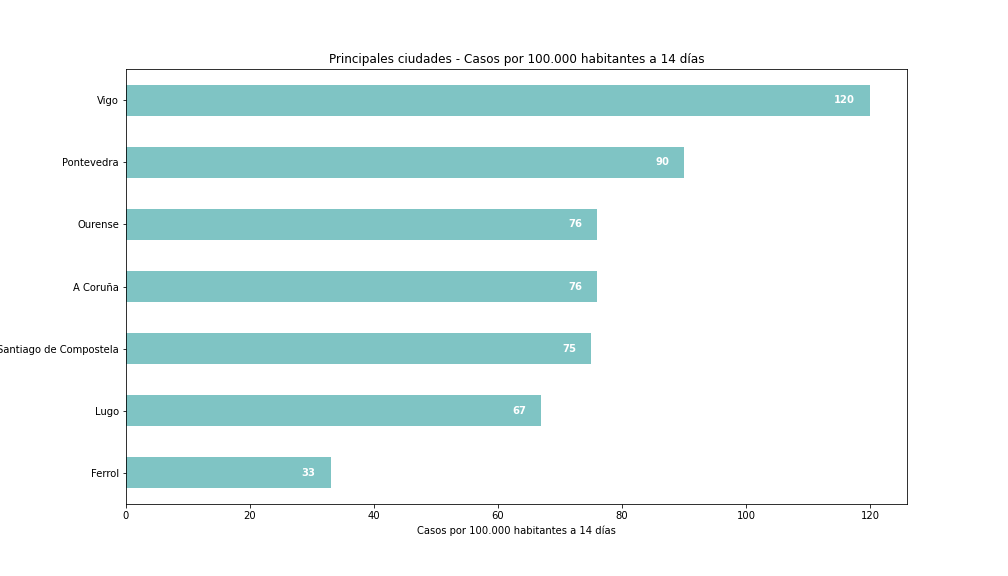 Principales ciudades - Casos por 100.000 habitantes a 14 días
Vigo
120
Pontevedra
90
Ourense
76
A Coruña
76
Santiago de Compostela
75
Lugo
67
Ferrol
33
0 20 40 60 80 100 120
Casos por 100.000 habitantes a 14 días